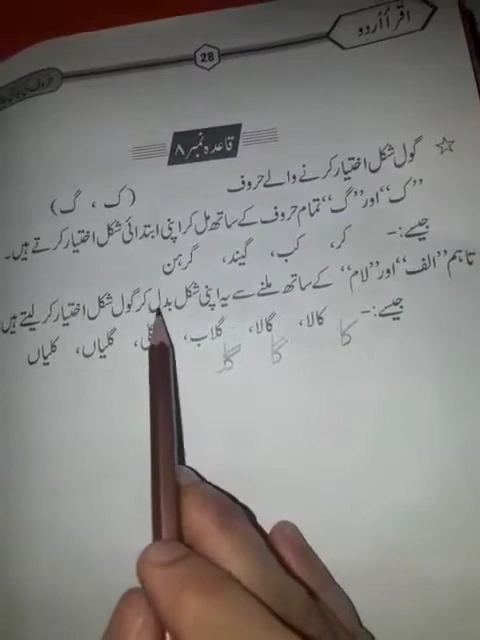 اقرأ اُردو
28
قاعدہ نمبر ۸
گول شکل اختیار کرنے والے حروف
(ک ، گ)
”ک“ اور ”گ“ تمام حروف کے ساتھ مل کر اپنی ابتدائی شکل اختیار کرتے ہیں۔
جیسے:- کر، کب، گیند، گرہن
تاہم ”الف“ اور ”لام“ کے ساتھ ملنے سے یہ اپنی شکل بدل کر گول شکل اختیار کر لیتے ہیں
جیسے:- کالا، گالا، گلاب، گلیاں، کلیاں
کا گا گلا